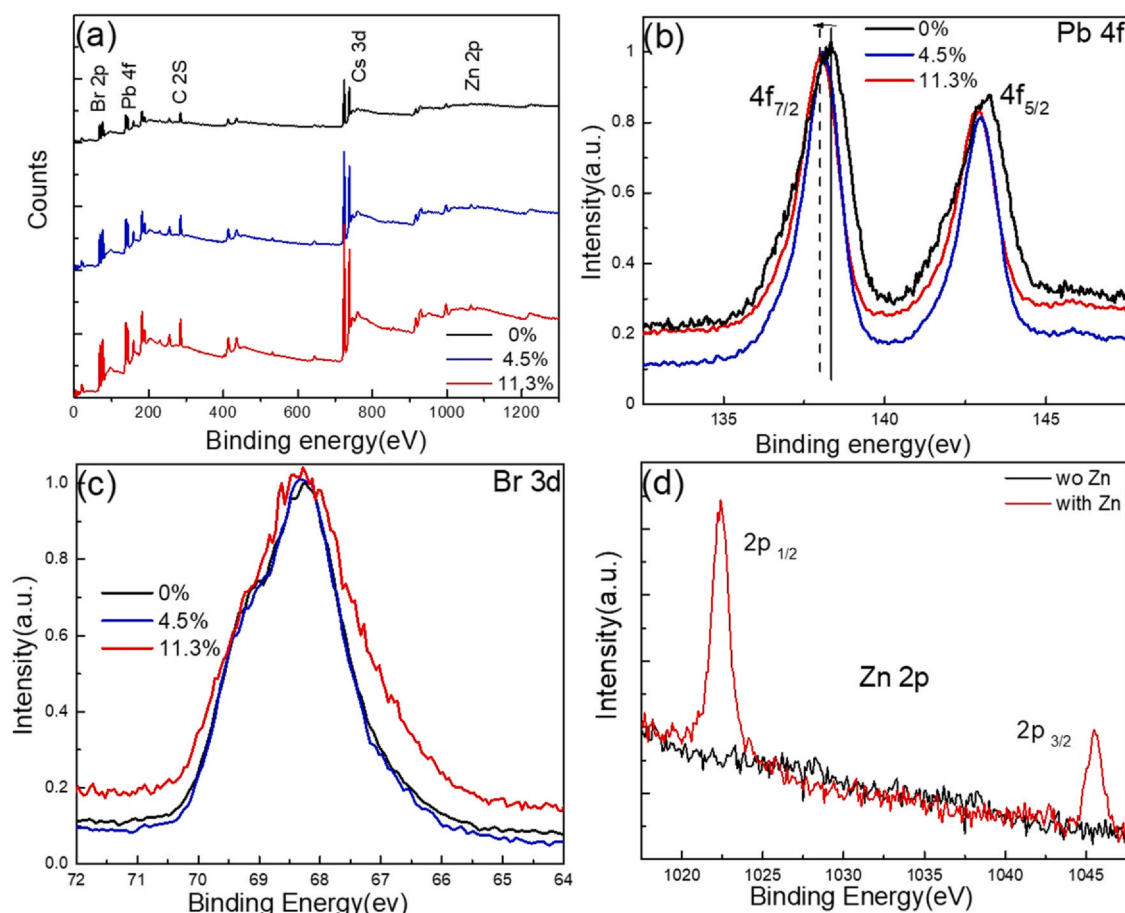 (a)
Br 2p
Pb 4f
C 2S
Cs 3d
Zn 2p
Counts
0%
4.5%
11.3%
0 200 400 600 800 1000 1200
Binding energy(eV)
(b)
0%
4.5%
11.3%
Pb 4f
4f7/2
4f5/2
Intensity(a.u.)
1
0.8
0.6
0.4
0.2
0
135 140 145
Binding energy(ev)
(c)
Br 3d
0%
4.5%
11.3%
Intensity(a.u.)
1.0
0.8
0.6
0.4
0.2
0.0
72 71 70 69 68 67 66 65 64
Binding Energy(ev)
(d)
wo Zn
with Zn
2p 1/2
Zn 2p
2p 3/2
Intensity(a.u.)
1020 1025 1030 1035 1040 1045
Binding Energy(eV)